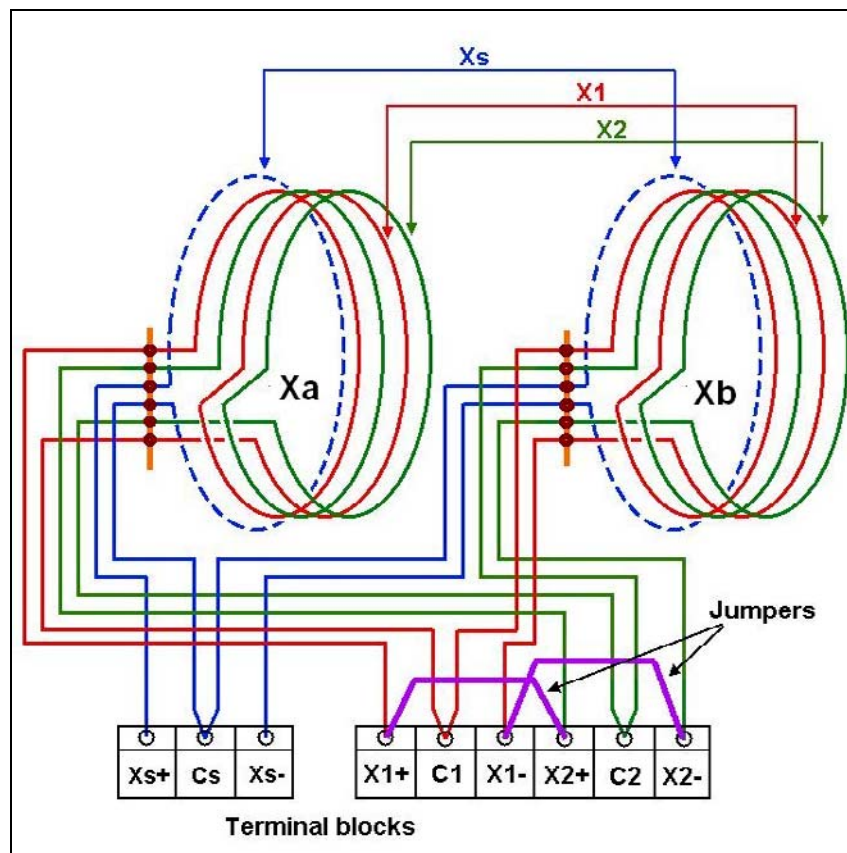 Xs
X1
X2
Xa
Xb
Jumpers
Xs+ Cs Xs- X1+ C1 X1- X2+ C2 X2-
Terminal blocks